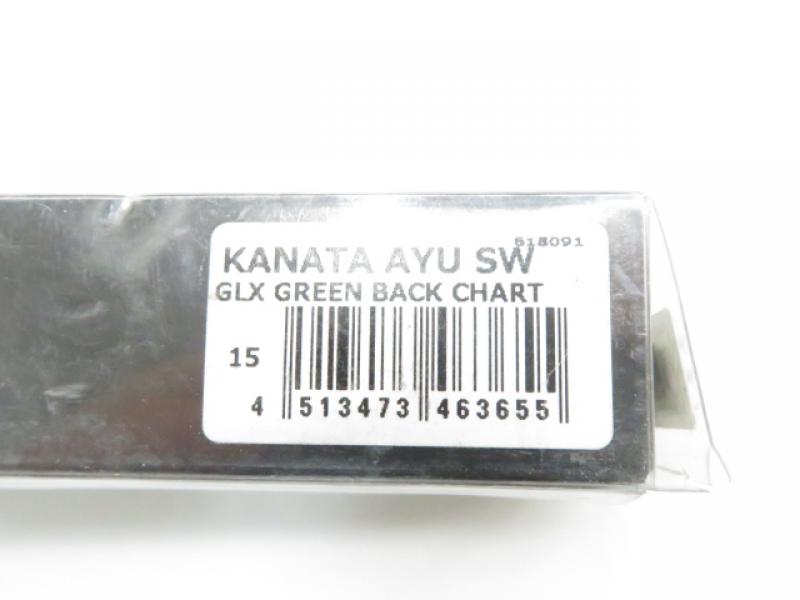 618091
KANATA AYU SW
GLX GREEN BACK CHART
15
4 513473 463655